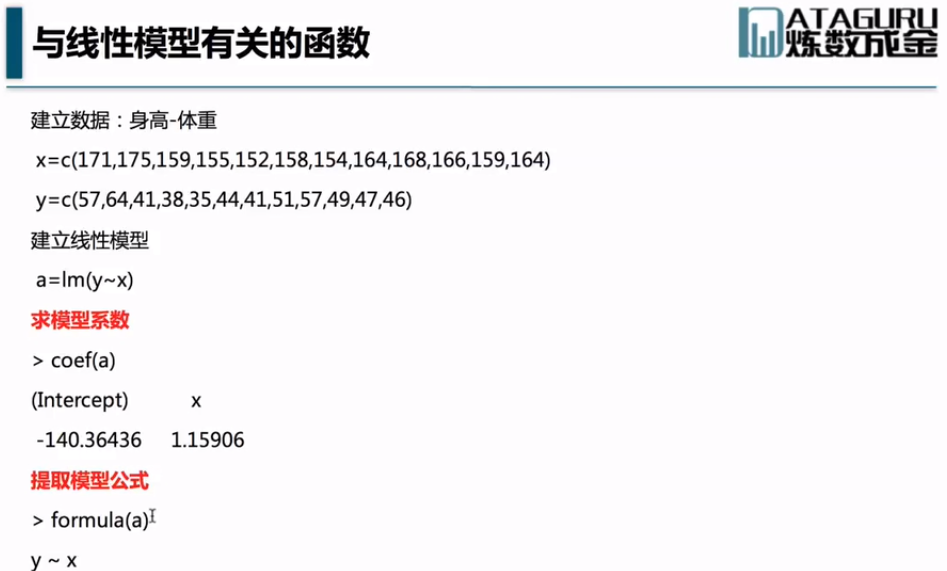 与线性模型有关的函数
ATAGURU
炼数成金
建立数据：身高-体重
x=c(171,175,159,155,152,158,154,164,168,166,159,164)
y=c(57,64,41,38,35,44,41,51,57,49,47,46)
建立线性模型
a=lm(y~x)
求模型系数
> coef(a)
(Intercept) x
-140.36436 1.15906
提取模型公式
> formula(a)
y ~ x